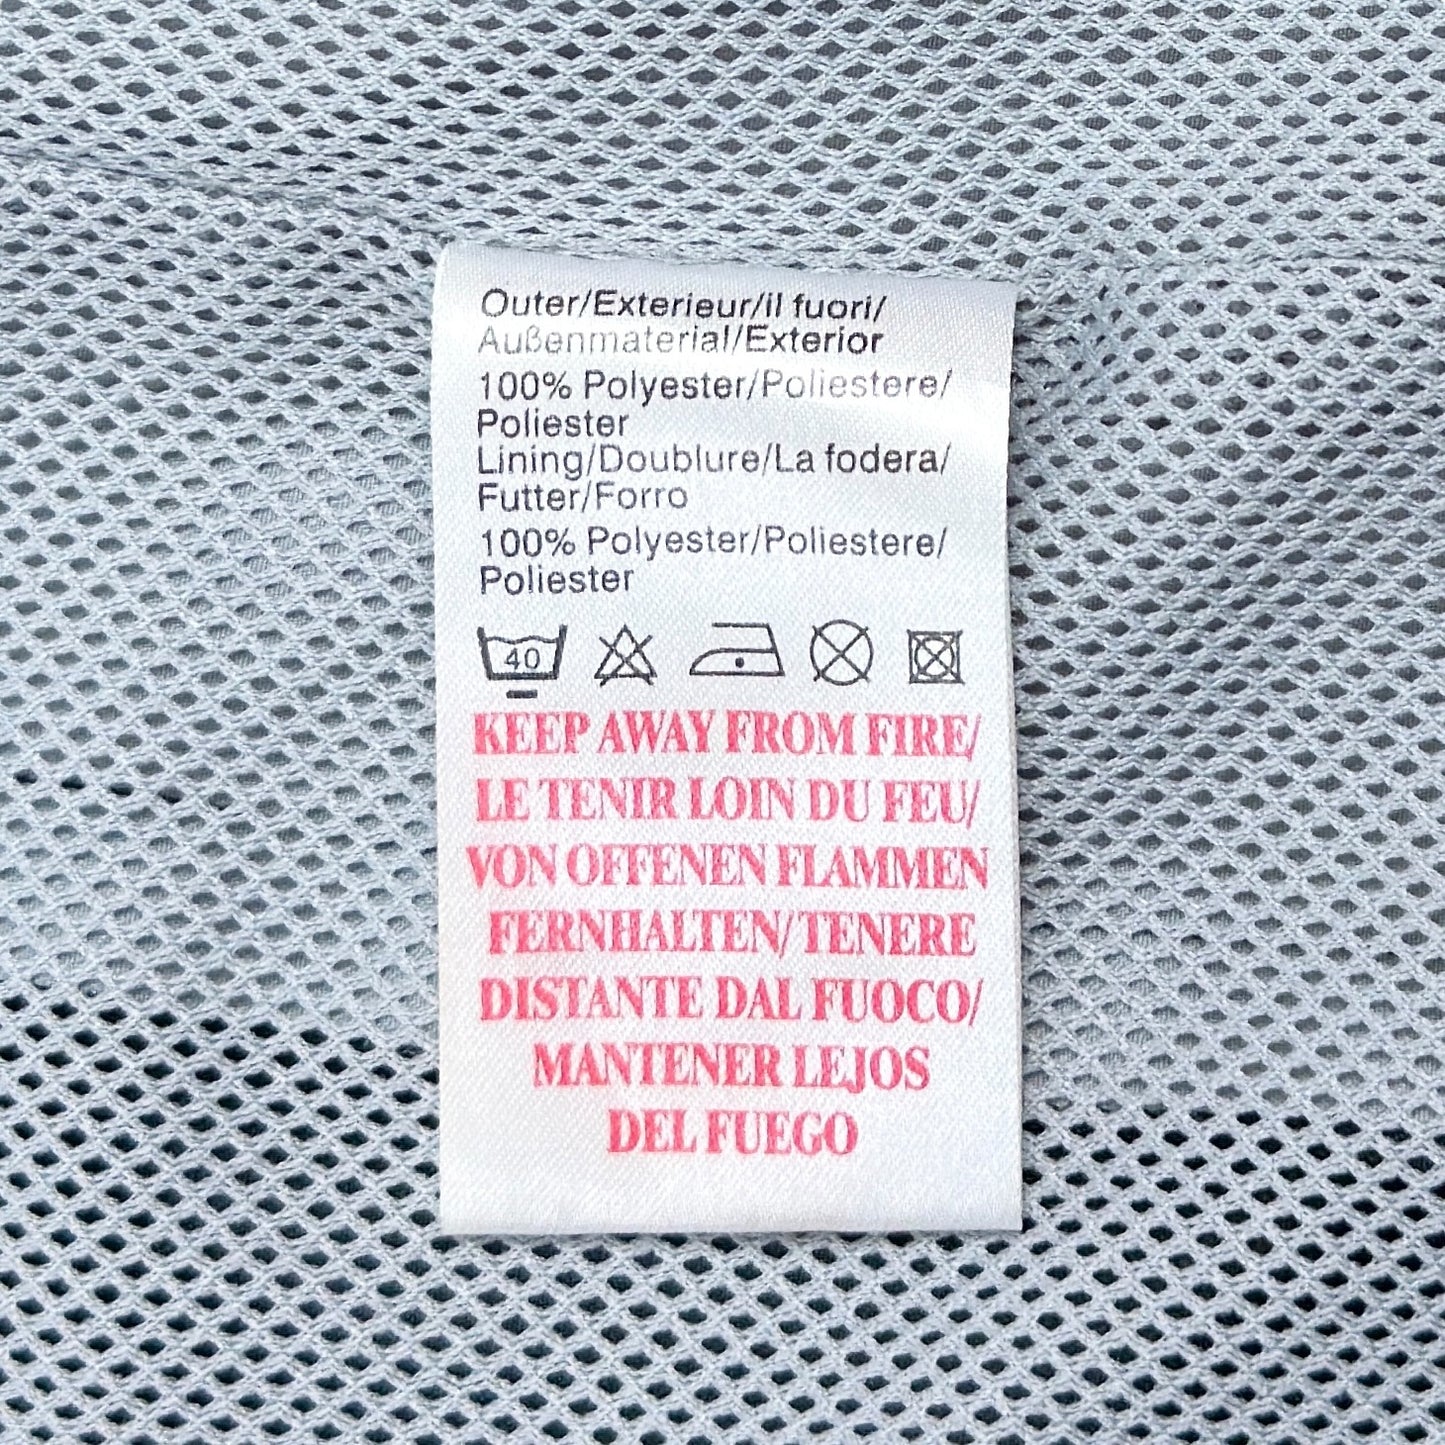 Outer/Exterieur/il fuori/
Außenmaterial/Exterior
100% Polyester/Poliestere/
Poliester
Lining/Doublure/La fodera/
Futter/Forro
100% Polyester/Poliestere/
Poliester
40
KEEP AWAY FROM FIRE/
LE TENIR LOIN DU FEU/
VON OFFENEN FLAMMEN
FERNHALTEN/TENERE
DISTANTE DAL FUOCO/
MANTENER LEJOS
DEL FUEGO